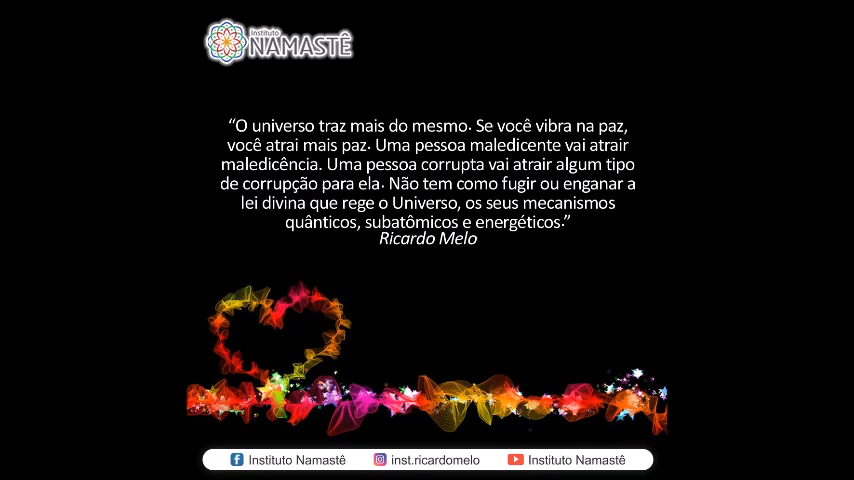 Instituto
NAMASTÊ
“O universo traz mais do mesmo. Se você vibra na paz,
você atrai mais paz. Uma pessoa maledicente vai atrair
maledicência. Uma pessoa corrupta vai atrair algum tipo
de corrupção para ela. Não tem como fugir ou enganar a
lei divina que rege o Universo, os seus mecanismos
quânticos, subatômicos e energéticos.”
Ricardo Melo
Instituto Namastê inst.ricardomelo Instituto Namastê